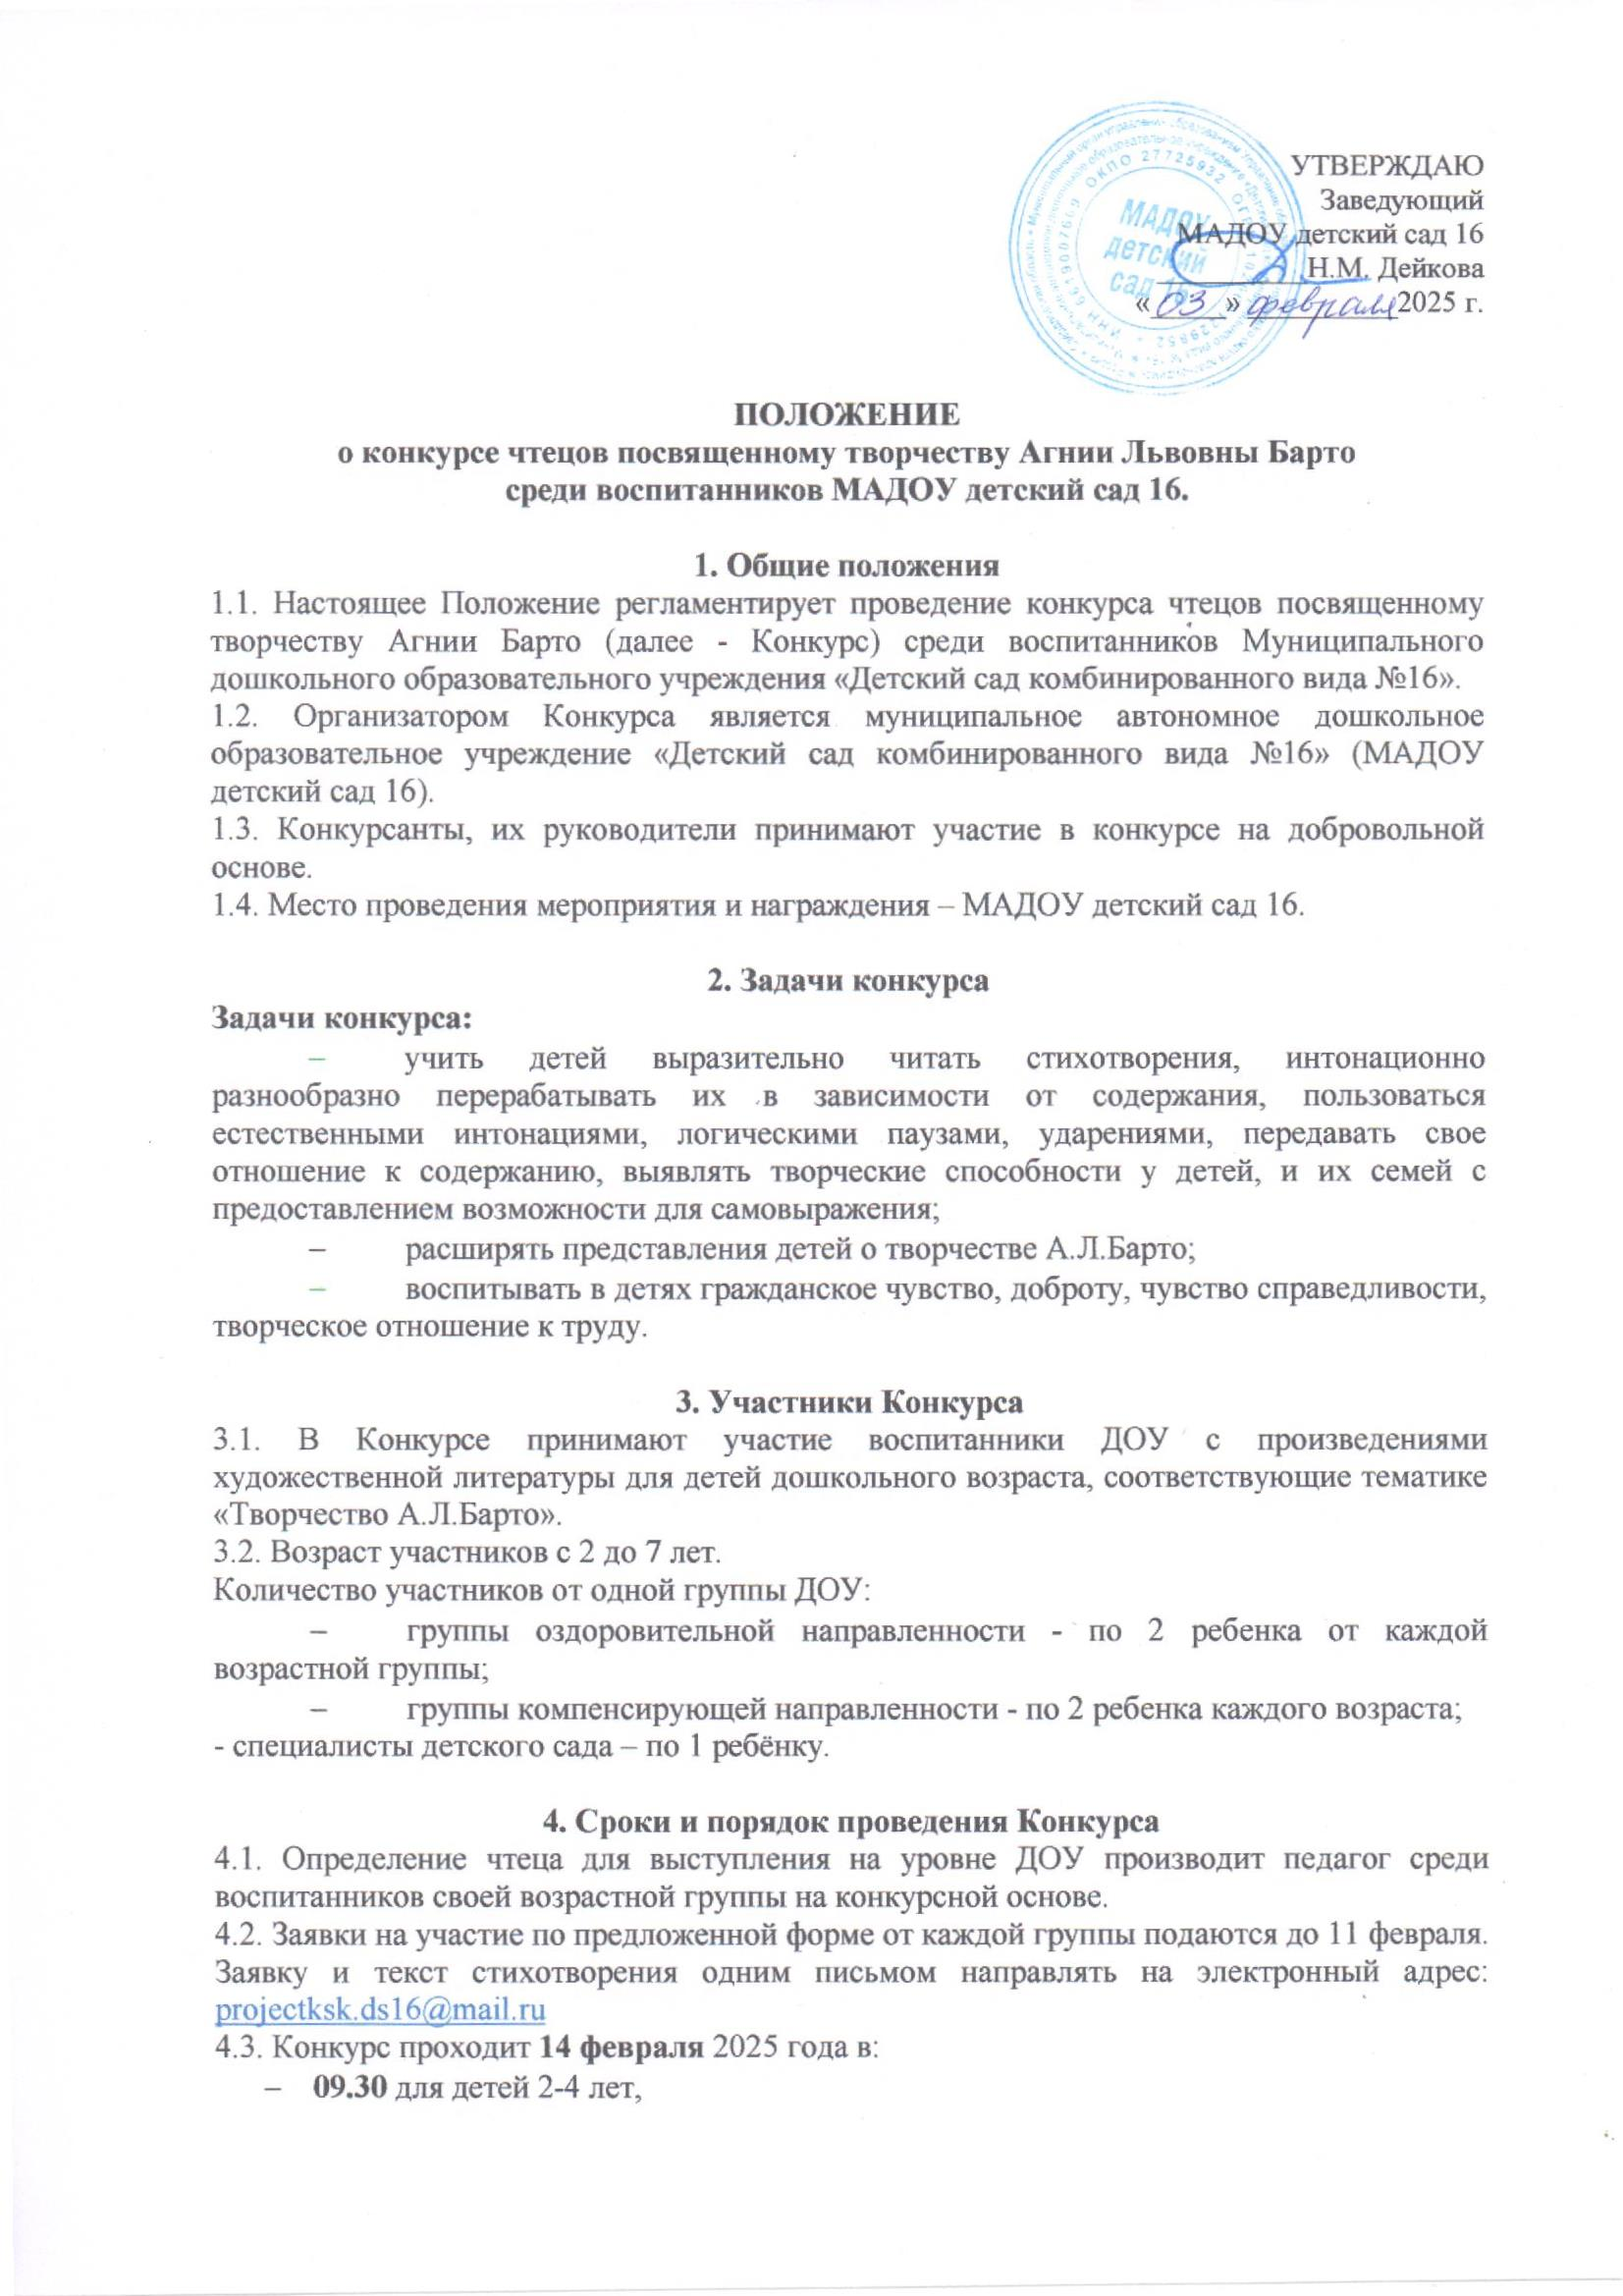 УТВЕРЖДАЮ
Заведующий
МАДОУ детский сад 16
Н.М. Дейкова
«03» февраля 2025 г.
ОКПО 27725932
МАДОУ
детский
сад 16
ПОЛОЖЕНИЕ
о конкурсе чтецов посвященному творчеству Агнии Львовны Барто
среди воспитанников МАДОУ детский сад 16.
1. Общие положения
1.1. Настоящее Положение регламентирует проведение конкурса чтецов посвященному
творчеству Агнии Барто (далее - Конкурс) среди воспитанников Муниципального
дошкольного образовательного учреждения «Детский сад комбинированного вида №16».
1.2. Организатором Конкурса является муниципальное автономное дошкольное
образовательное учреждение «Детский сад комбинированного вида №16» (МАДОУ
детский сад 16).
1.3. Конкурсанты, их руководители принимают участие в конкурсе на добровольной
основе.
1.4. Место проведения мероприятия и награждения – МАДОУ детский сад 16.
2. Задачи конкурса
Задачи конкурса:
– учить детей выразительно читать стихотворения, интонационно
разнообразно перерабатывать их в зависимости от содержания, пользоваться
естественными интонациями, логическими паузами, ударениями, передавать свое
отношение к содержанию, выявлять творческие способности у детей, и их семей с
предоставлением возможности для самовыражения;
– расширять представления детей о творчестве А.Л.Барто;
– воспитывать в детях гражданское чувство, доброту, чувство справедливости,
творческое отношение к труду.
3. Участники Конкурса
3.1. В Конкурсе принимают участие воспитанники ДОУ с произведениями
художественной литературы для детей дошкольного возраста, соответствующие тематике
«Творчество А.Л.Барто».
3.2. Возраст участников с 2 до 7 лет.
Количество участников от одной группы ДОУ:
– группы оздоровительной направленности - по 2 ребенка от каждой
возрастной группы;
– группы компенсирующей направленности - по 2 ребенка каждого возраста;
- специалисты детского сада – по 1 ребёнку.
4. Сроки и порядок проведения Конкурса
4.1. Определение чтеца для выступления на уровне ДОУ производит педагог среди
воспитанников своей возрастной группы на конкурсной основе.
4.2. Заявки на участие по предложенной форме от каждой группы подаются до 11 февраля.
Заявку и текст стихотворения одним письмом направлять на электронный адрес:
projectksk.ds16@mail.ru
4.3. Конкурс проходит 14 февраля 2025 года в:
– 09.30 для детей 2-4 лет,